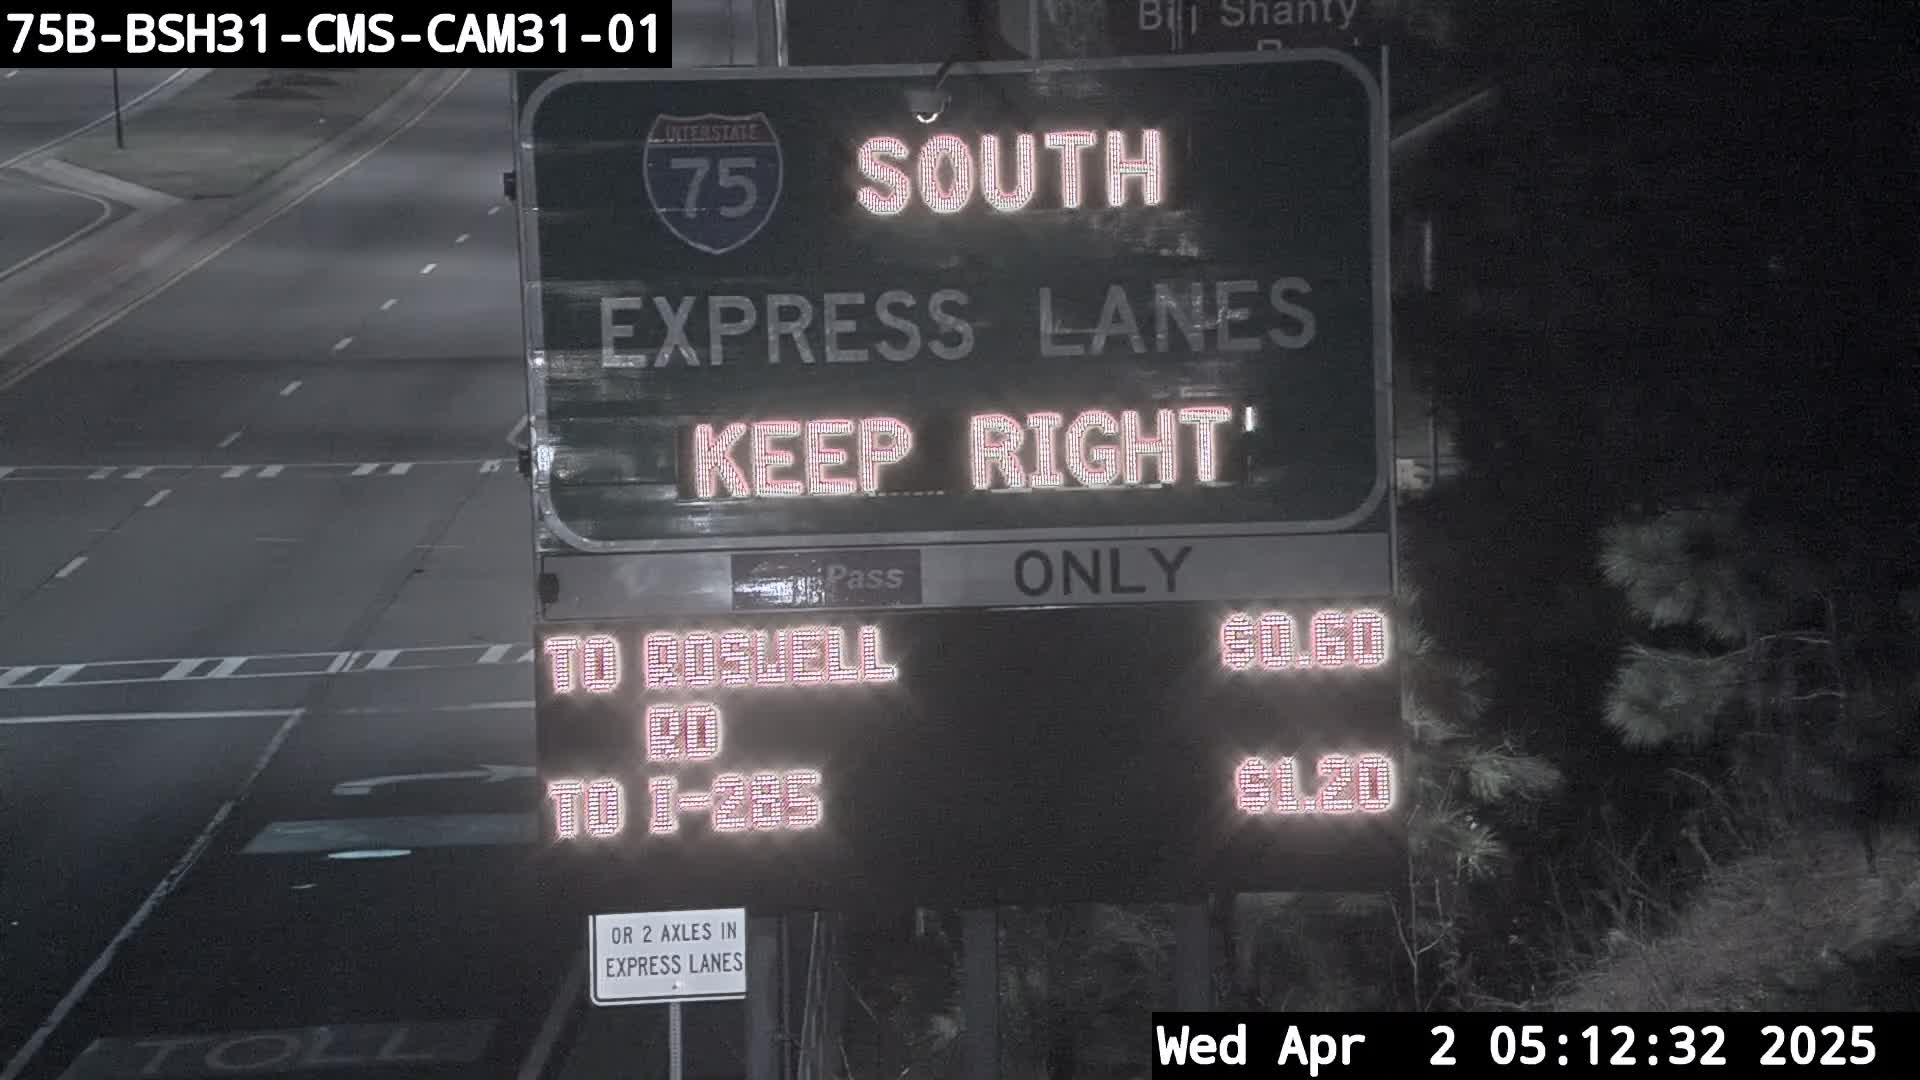 75B-BSH31-CMS-CAM31-01
Bill Shanty
INTERSTATE
75
SOUTH
EXPRESS LANES
KEEP RIGHT
Pass
ONLY
TO ROSWELL $0.60
RD
TO I-285 $1.20
OR 2 AXLES IN
EXPRESS LANES
TOLL
Wed Apr 2 05:12:32 2025